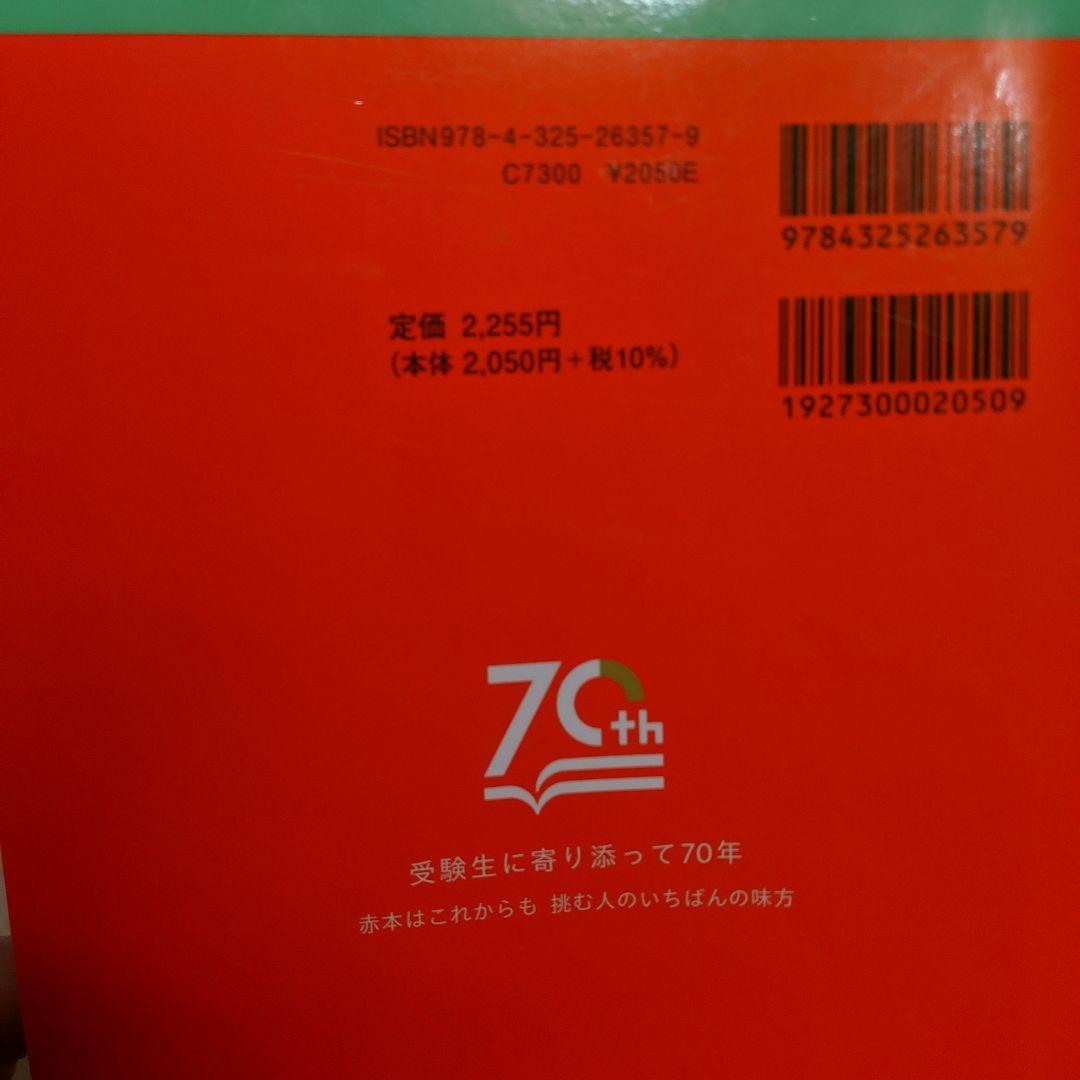 ISBN978-4-325-26357-9
C7300 ¥2050E
9784325263579
定価 2,255円
(本体 2,050円+税10%)
1927300020509
70th
受験生に寄り添って70年
赤本はこれからも 挑む人のいちばんの味方